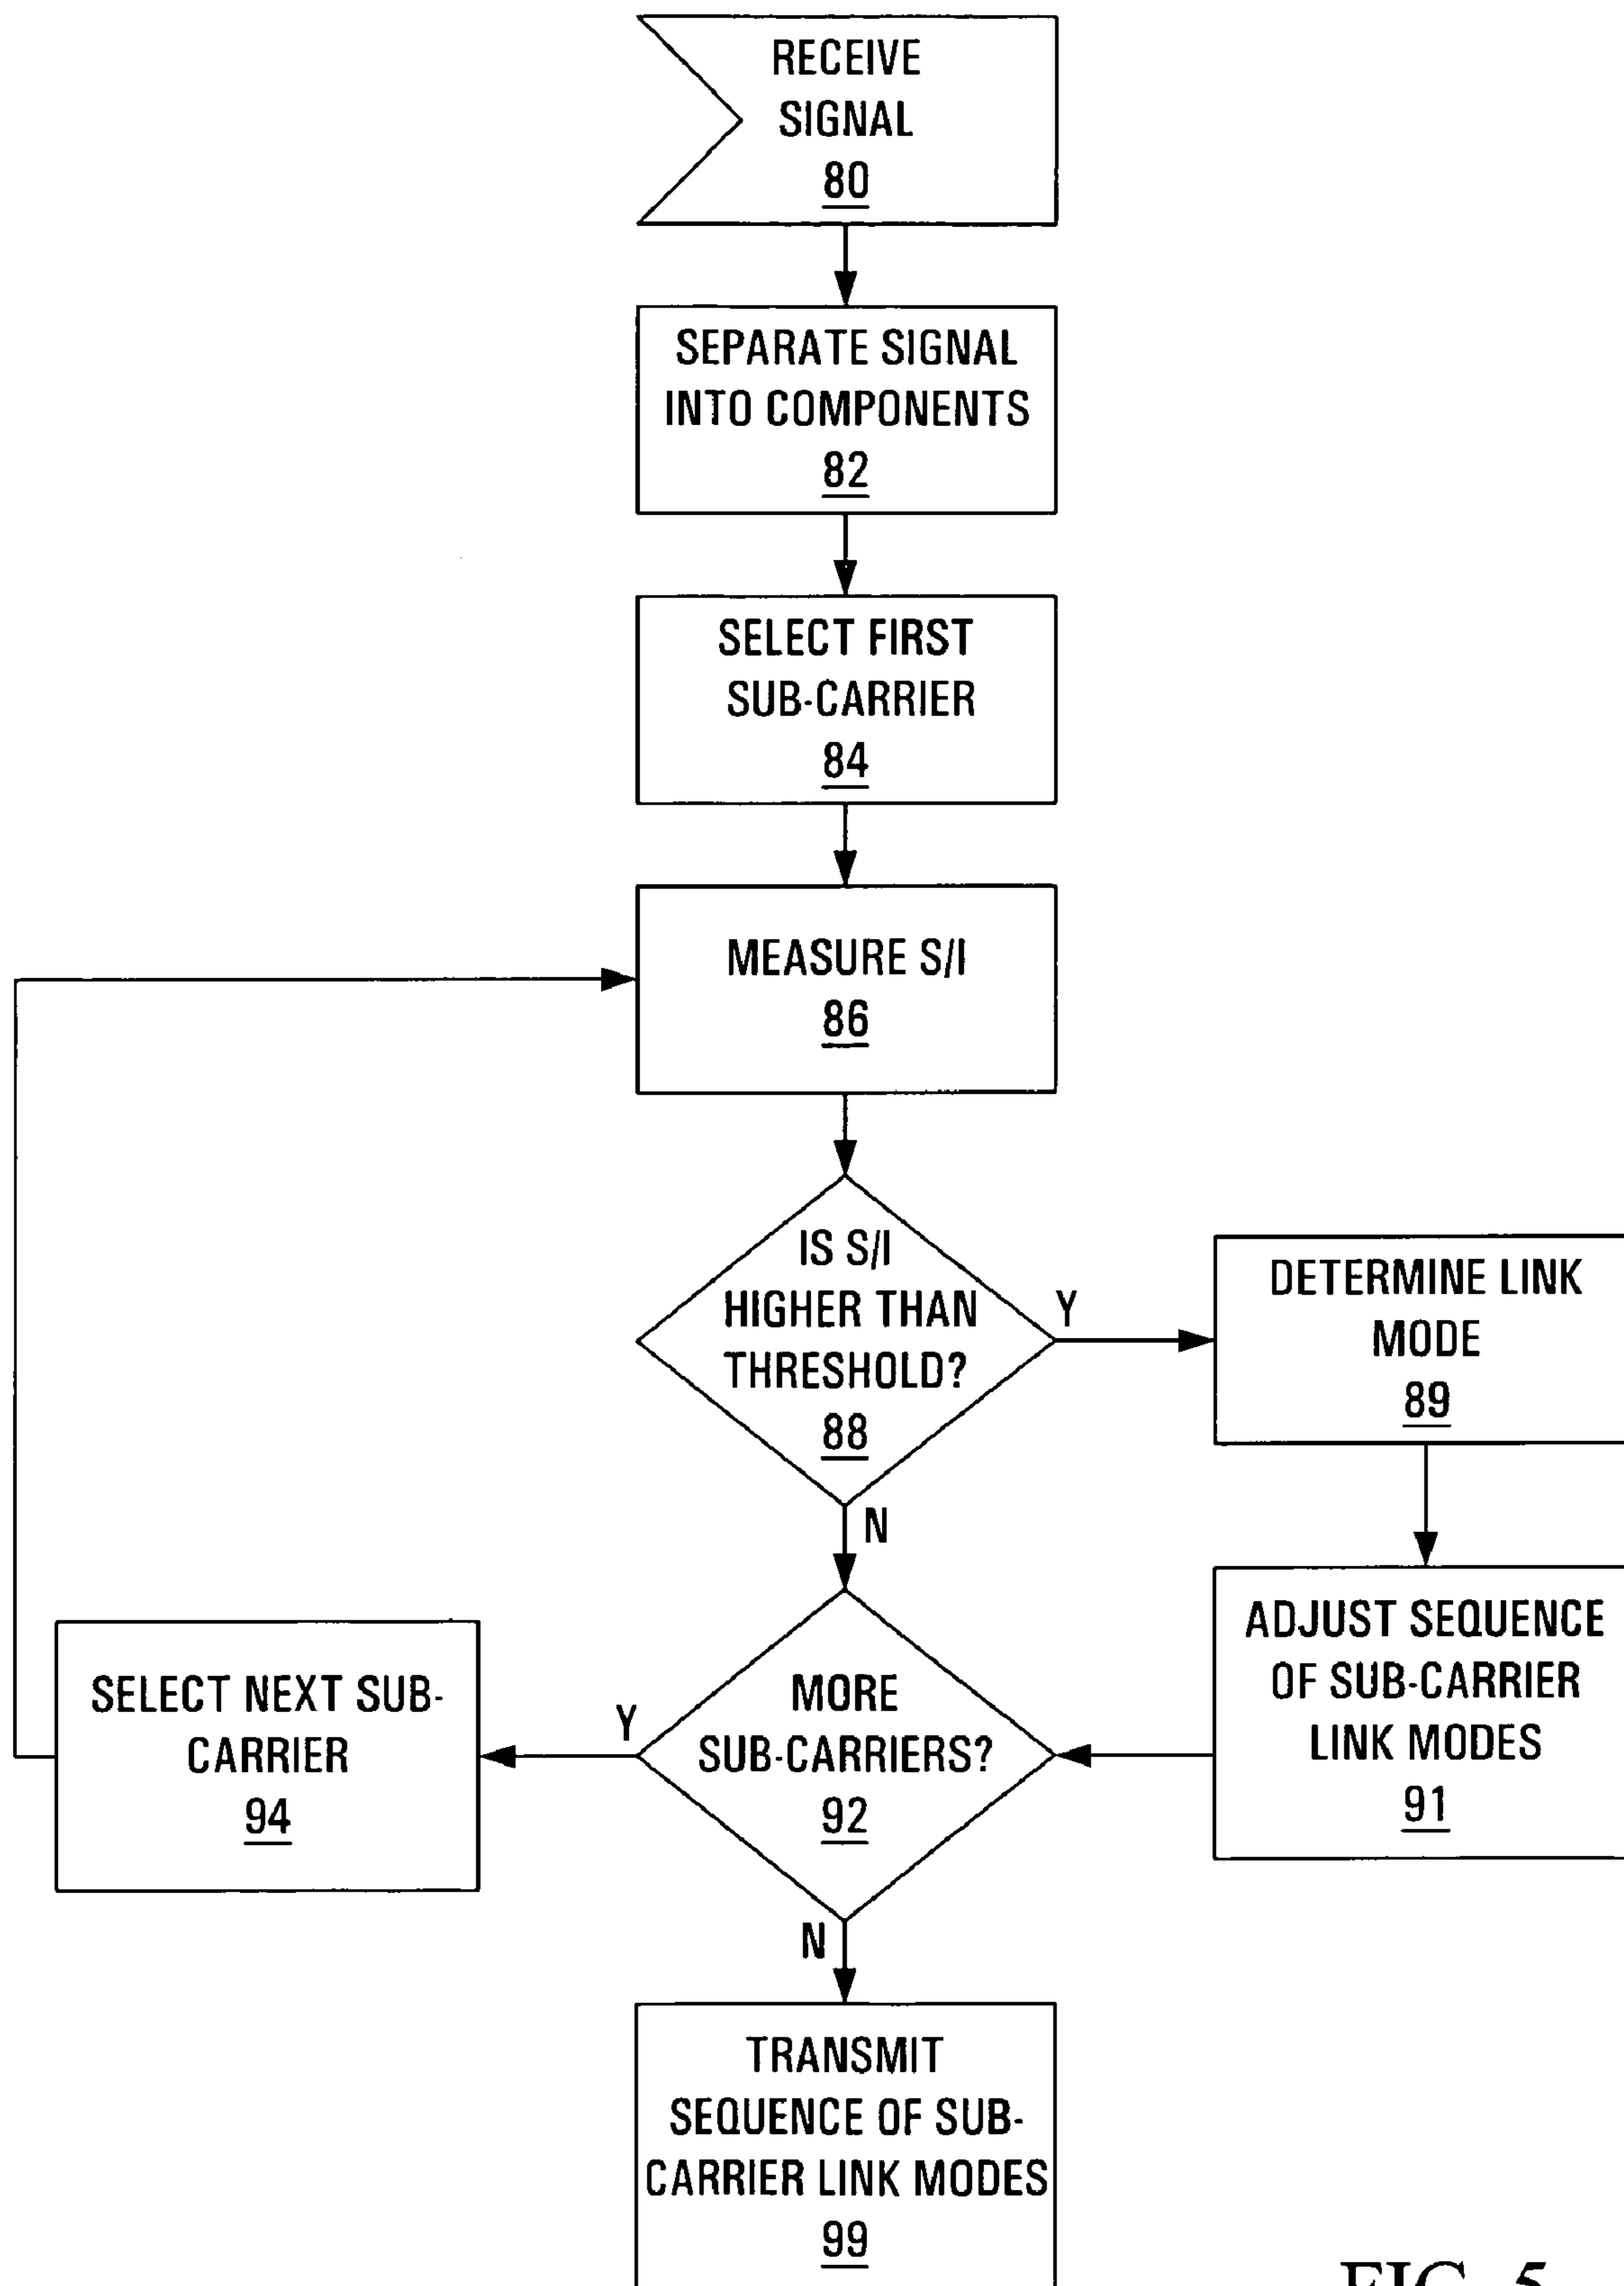 RECEIVE
SIGNAL
80
SEPARATE SIGNAL
INTO COMPONENTS
82
SELECT FIRST
SUB-CARRIER
84
MEASURE S/I
86
IS S/I
HIGHER THAN
THRESHOLD?
88
Y
DETERMINE LINK
MODE
89
N
ADJUST SEQUENCE
OF SUB-CARRIER
LINK MODES
91
MORE
SUB-CARRIERS?
92
Y
SELECT NEXT SUB-
CARRIER
94
N
TRANSMIT
SEQUENCE OF SUB-
CARRIER LINK MODES
99
FIG. 5